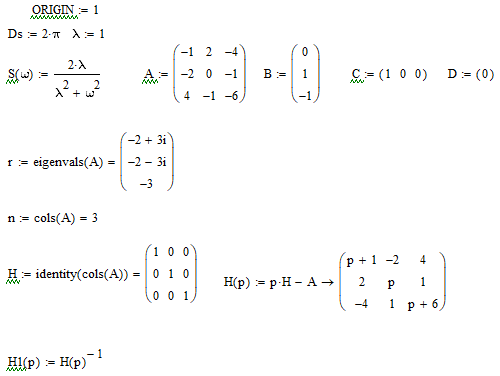 ORIGIN := 1
Ds := 2·π λ := 1
S(ω) := 2·λ / (λ^2 + ω^2) A := (-1 2 -4; -2 0 -1; 4 -1 -6) B := (0; 1; -1) C := (1 0 0) D := (0)
r := eigenvals(A) = (-2 + 3i; -2 - 3i; -3)
n := cols(A) = 3
H := identity(cols(A)) = (1 0 0; 0 1 0; 0 0 1) H(p) := p·H - A → (p + 1 -2 4; 2 p 1; -4 1 p + 6)
H1(p) := H(p)^-1